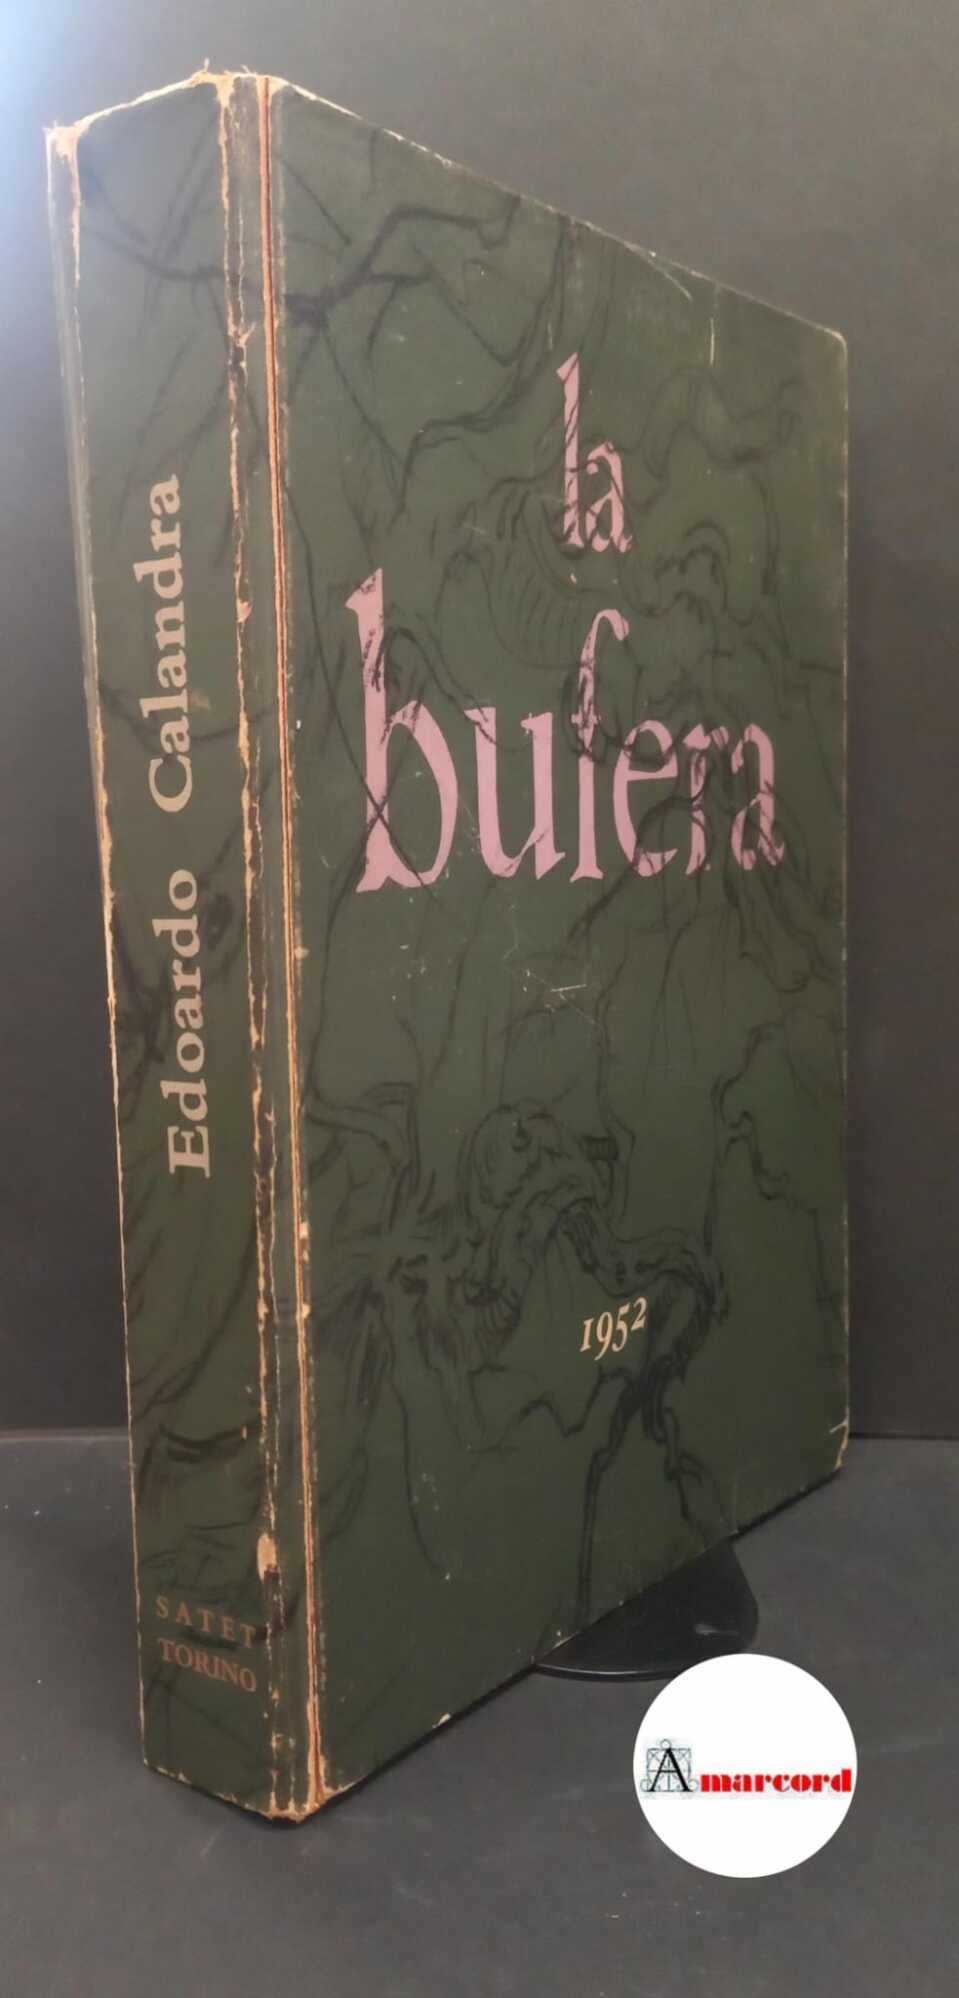 Edoardo Calandra
SATET
TORINO
la
bufera
1952
Amarcord